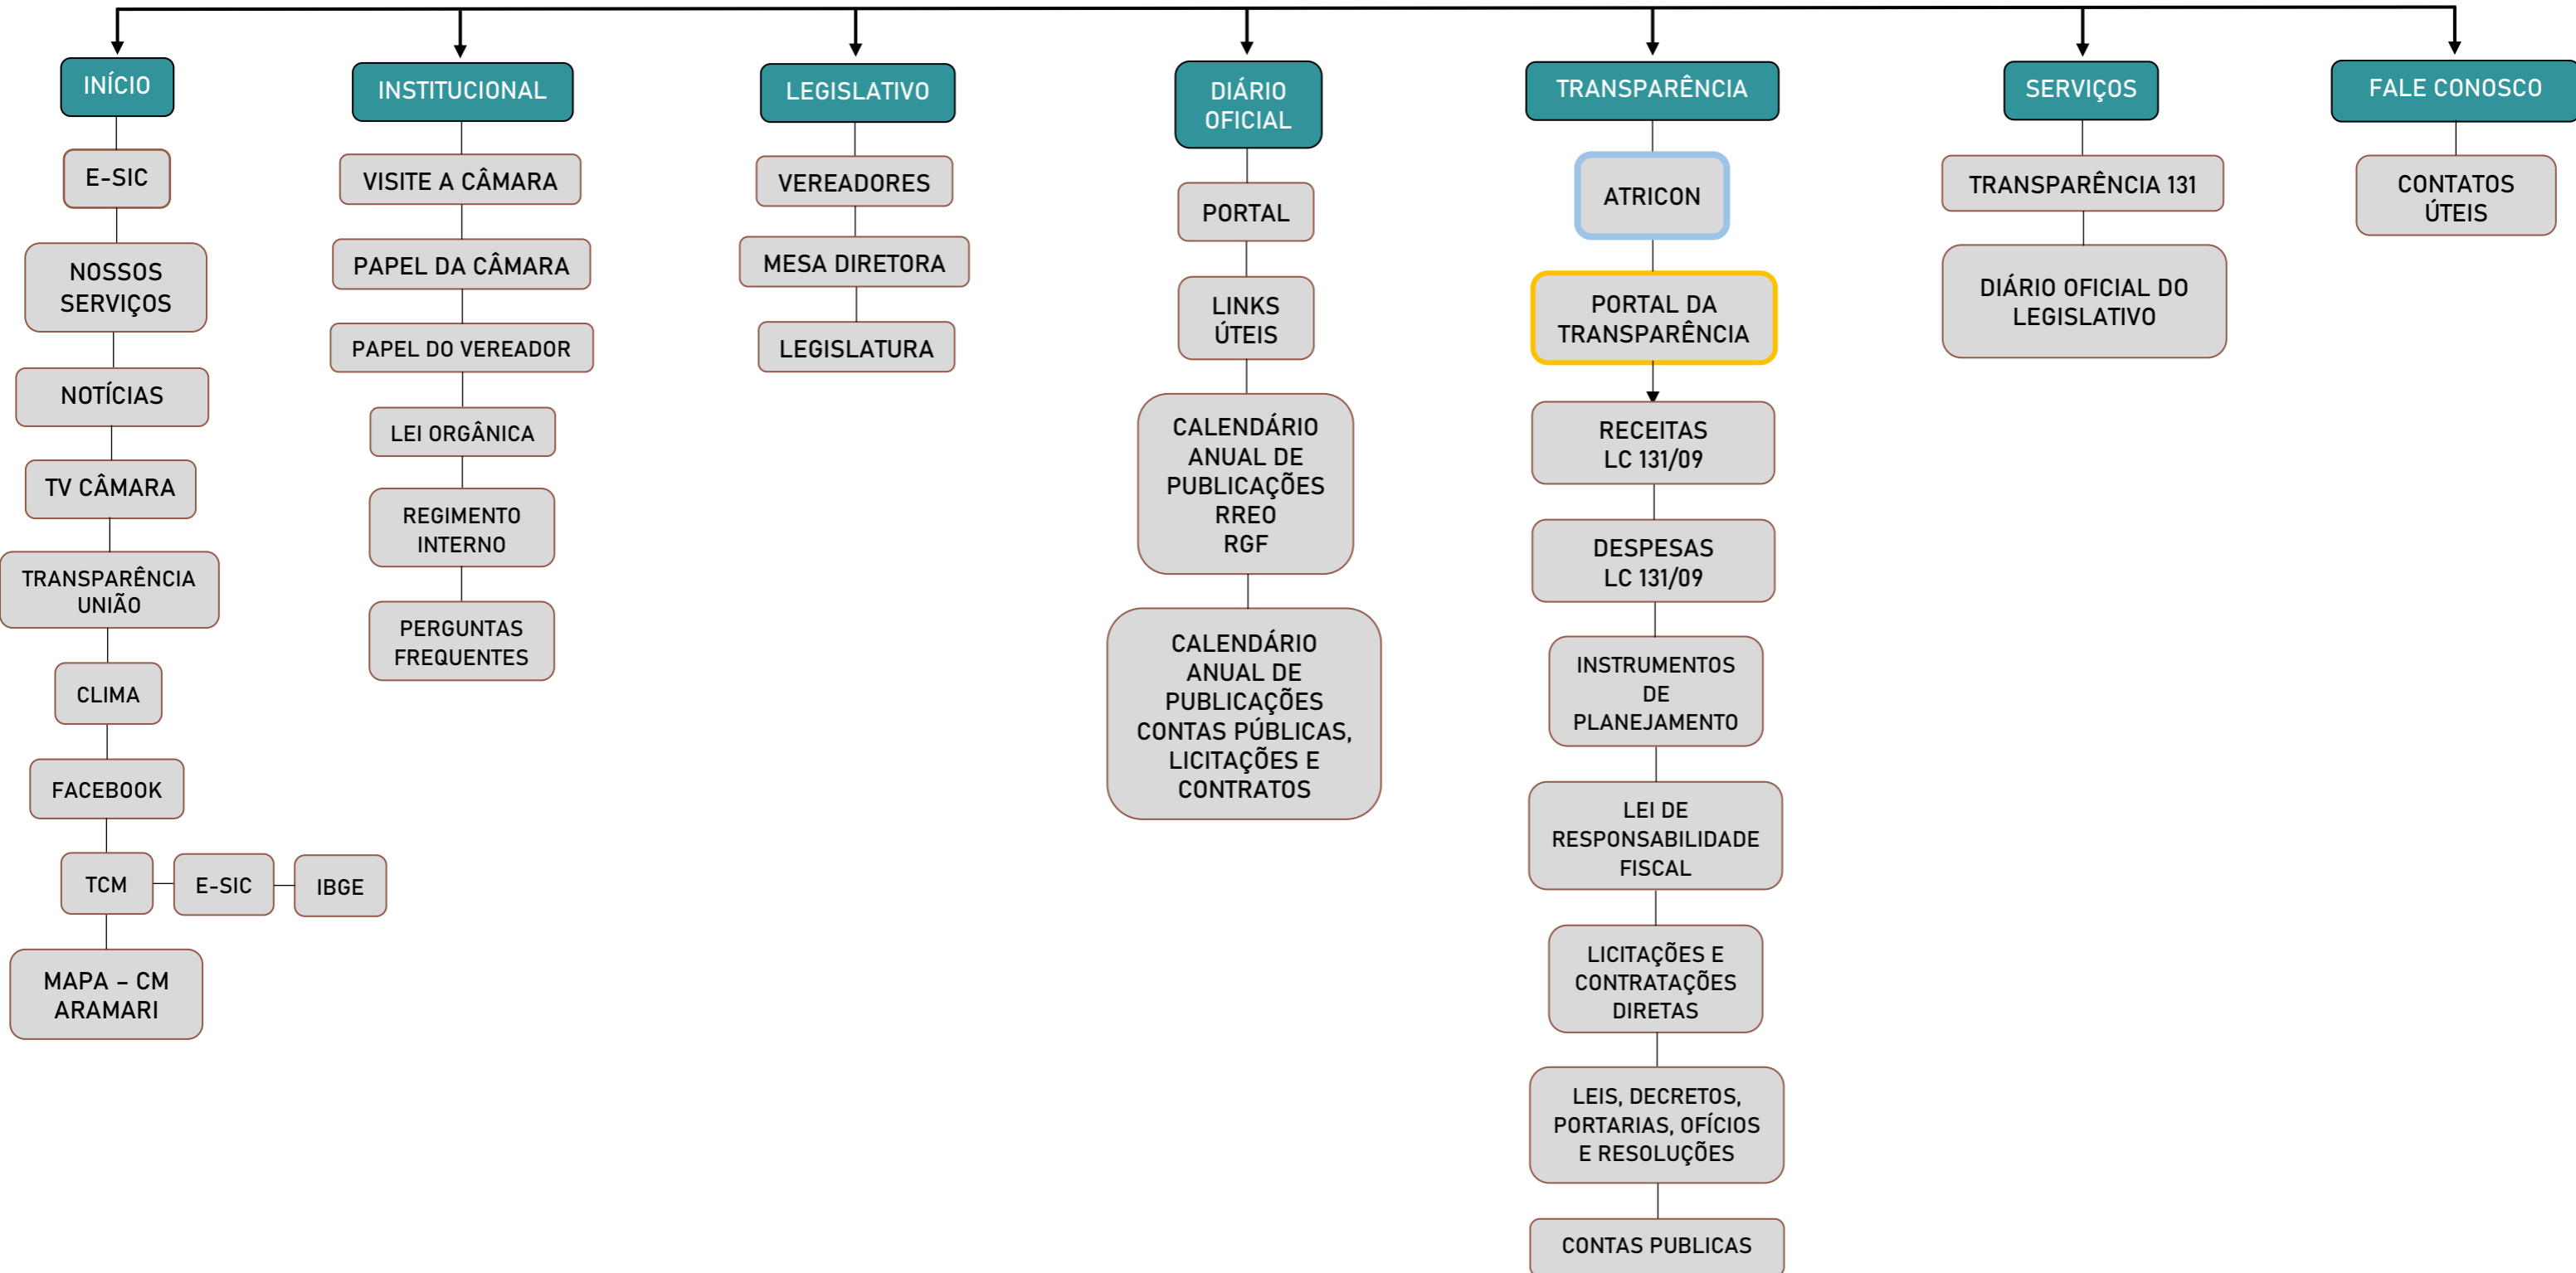 INÍCIO
E-SIC
NOSSOS
SERVIÇOS
NOTÍCIAS
TV CÂMARA
TRANSPARÊNCIA
UNIÃO
CLIMA
FACEBOOK
TCM
E-SIC
IBGE
MAPA – CM
ARAMARI
INSTITUCIONAL
VISITE A CÂMARA
PAPEL DA CÂMARA
PAPEL DO VEREADOR
LEI ORGÂNICA
REGIMENTO
INTERNO
PERGUNTAS
FREQUENTES
LEGISLATIVO
VEREADORES
MESA DIRETORA
LEGISLATURA
DIÁRIO
OFICIAL
PORTAL
LINKS
ÚTEIS
CALENDÁRIO
ANUAL DE
PUBLICAÇÕES
RREO
RGF
CALENDÁRIO
ANUAL DE
PUBLICAÇÕES
CONTAS PÚBLICAS,
LICITAÇÕES E
CONTRATOS
TRANSPARÊNCIA
ATRICON
PORTAL DA
TRANSPARÊNCIA
RECEITAS
LC 131/09
DESPESAS
LC 131/09
INSTRUMENTOS
DE
PLANEJAMENTO
LEI DE
RESPONSABILIDADE
FISCAL
LICITAÇÕES E
CONTRATAÇÕES
DIRETAS
LEIS, DECRETOS,
PORTARIAS, OFÍCIOS
E RESOLUÇÕES
CONTAS PUBLICAS
SERVIÇOS
TRANSPARÊNCIA 131
DIÁRIO OFICIAL DO
LEGISLATIVO
FALE CONOSCO
CONTATOS
ÚTEIS